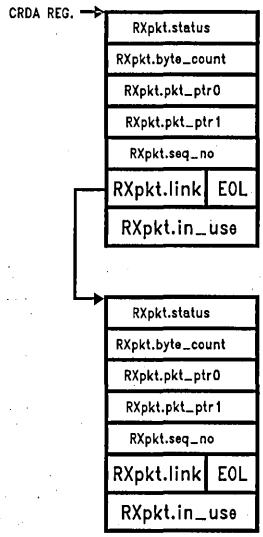 CRDA REG.
RXpkt.status
RXpkt.byte_count
RXpkt.pkt_ptr0
RXpkt.pkt_ptr1
RXpkt.seq_no
RXpkt.link EOL
RXpkt.in_use
RXpkt.status
RXpkt.byte_count
RXpkt.pkt_ptr0
RXpkt.pkt_ptr1
RXpkt.seq_no
RXpkt.link EOL
RXpkt.in_use